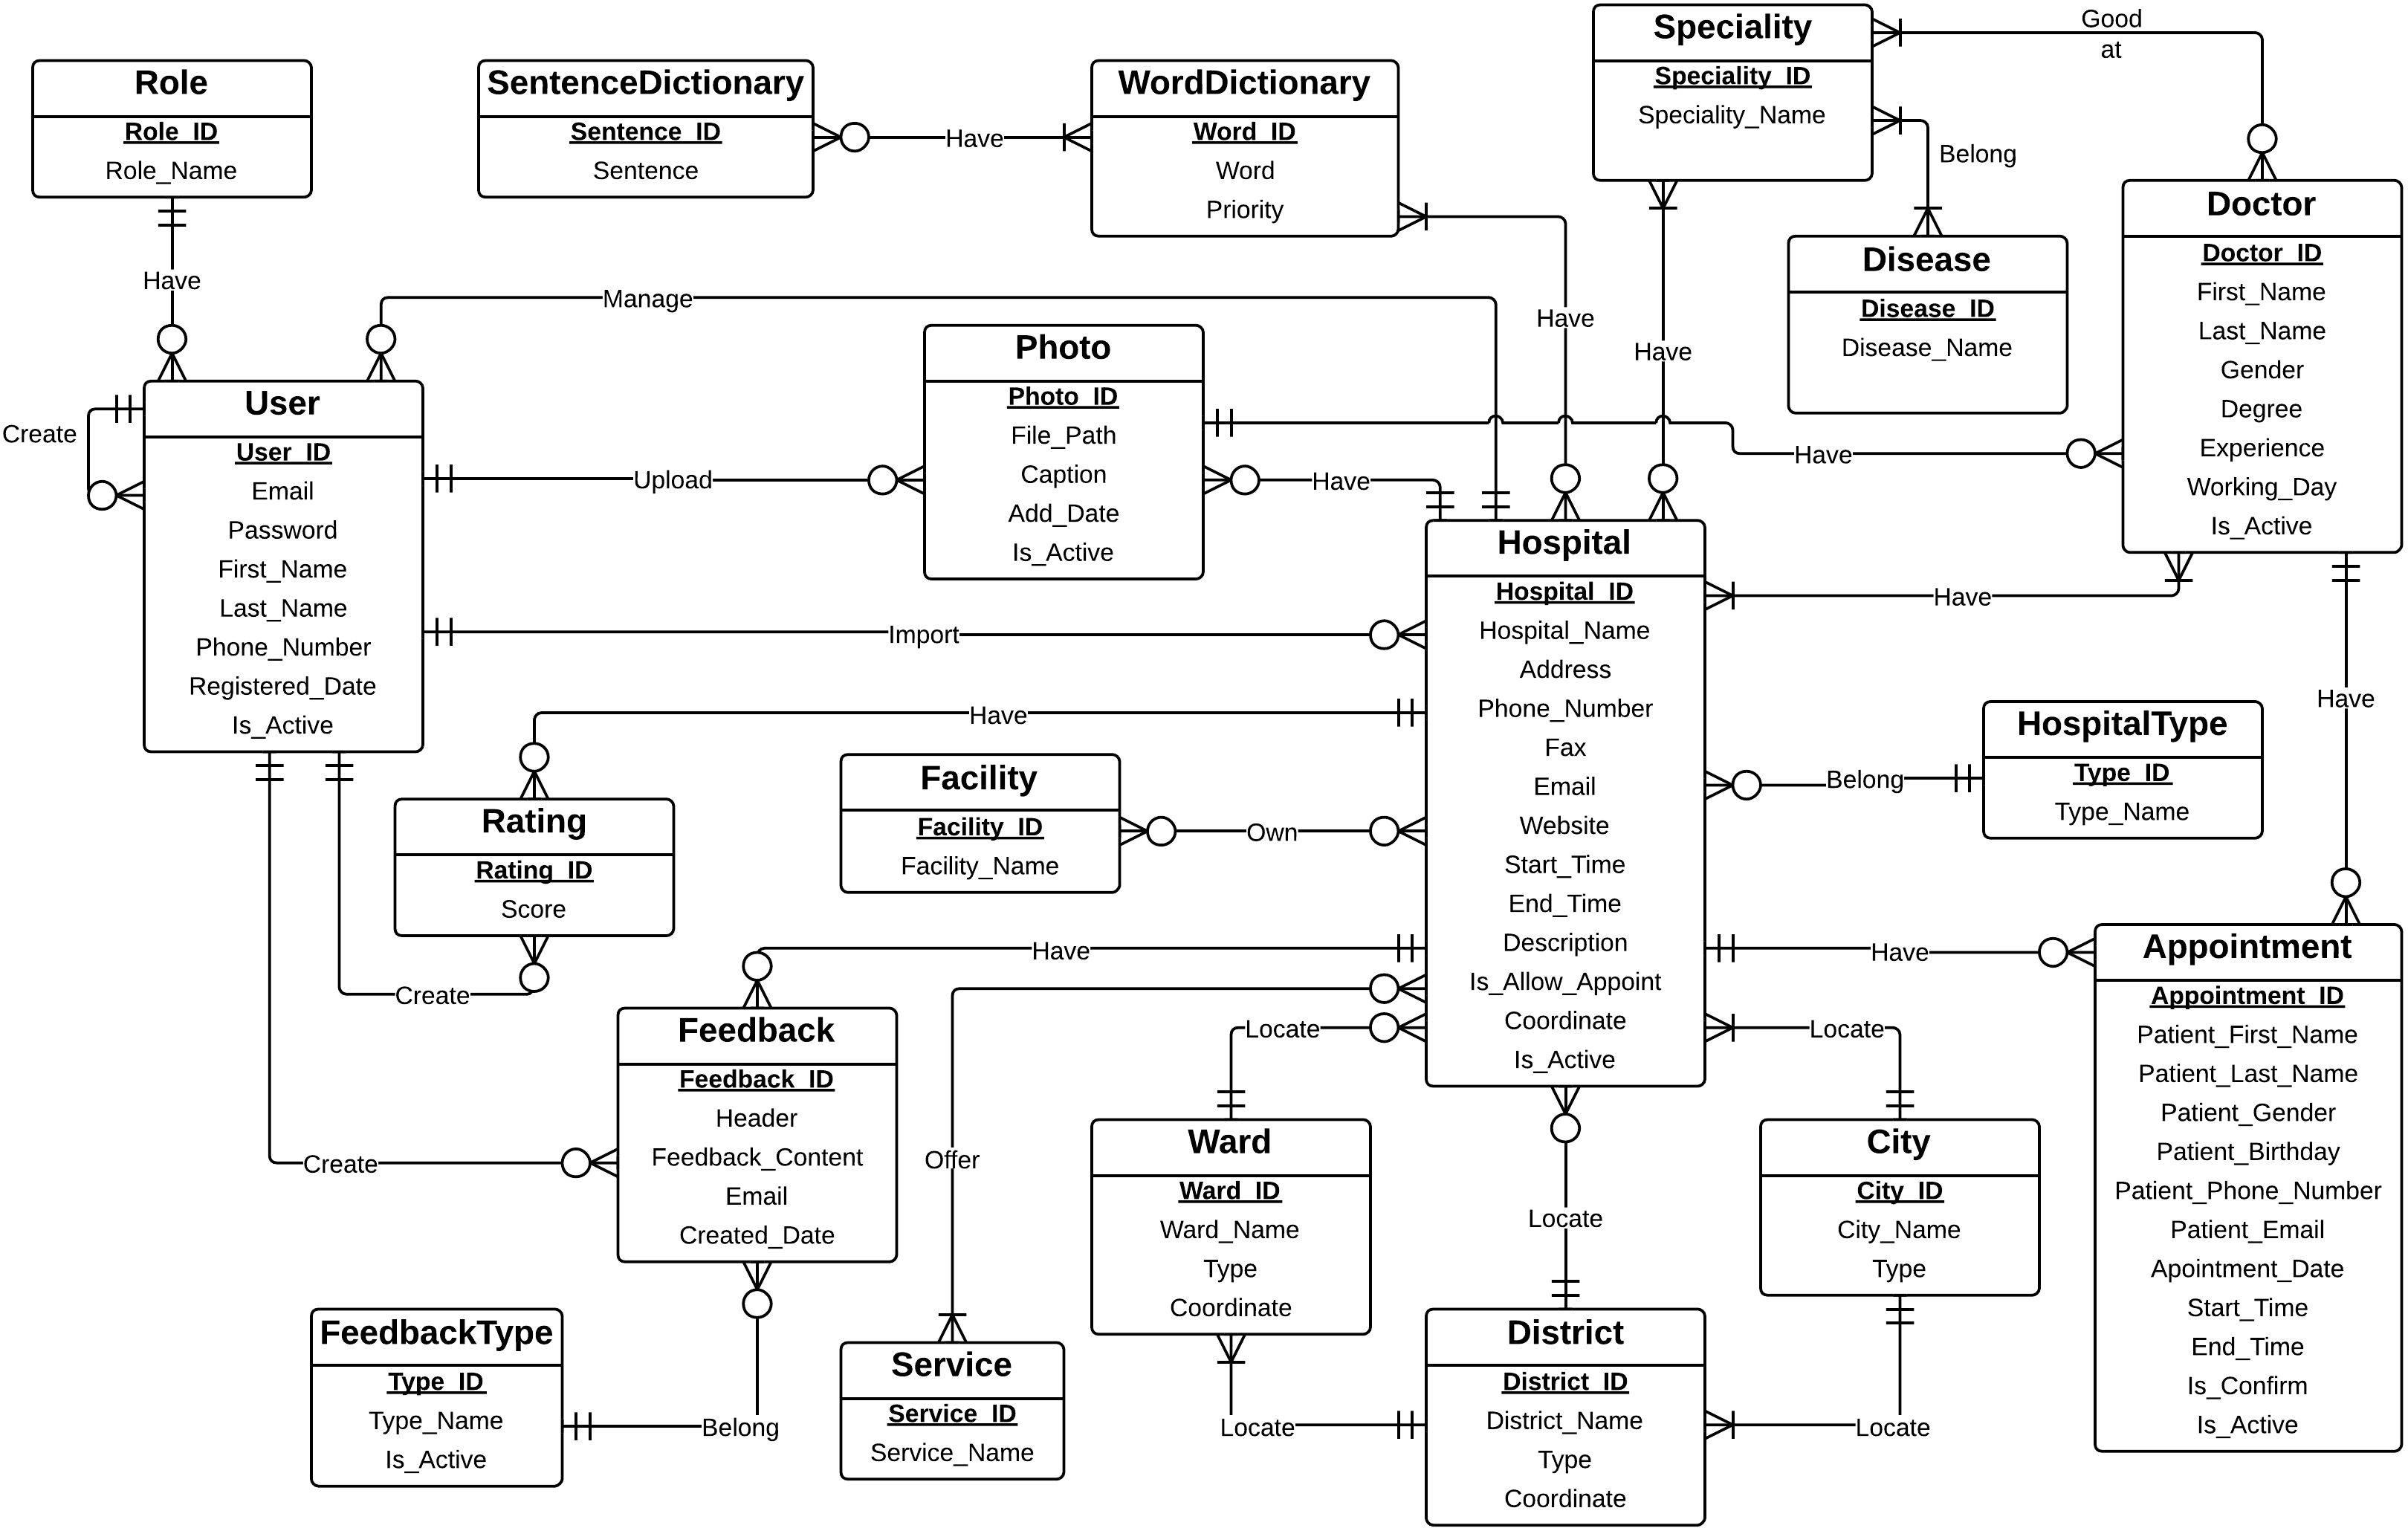 Role
Role_ID
Role_Name
Have
SentenceDictionary
Sentence_ID
Sentence
Have
WordDictionary
Word_ID
Word
Priority
Have
Speciality
Speciality_ID
Speciality_Name
Good
at
Belong
Have
Disease
Disease_ID
Disease_Name
Doctor
Doctor_ID
First_Name
Last_Name
Gender
Degree
Experience
Working_Day
Is_Active
Manage
Create
User
User_ID
Email
Password
First_Name
Last_Name
Phone_Number
Registered_Date
Is_Active
Upload
Photo
Photo_ID
File_Path
Caption
Add_Date
Is_Active
Have
Have
Import
Have
Hospital
Hospital_ID
Hospital_Name
Address
Phone_Number
Fax
Email
Website
Start_Time
End_Time
Description
Is_Allow_Appoint
Coordinate
Is_Active
Have
Have
HospitalType
Type_ID
Type_Name
Belong
Rating
Rating_ID
Score
Create
Facility
Facility_ID
Facility_Name
Own
Have
Have
Appointment
Appointment_ID
Patient_First_Name
Patient_Last_Name
Patient_Gender
Patient_Birthday
Patient_Phone_Number
Patient_Email
Apointment_Date
Start_Time
End_Time
Is_Confirm
Is_Active
Feedback
Feedback_ID
Header
Feedback_Content
Email
Created_Date
Create
Offer
Locate
Locate
Ward
Ward_ID
Ward_Name
Type
Coordinate
Locate
City
City_ID
City_Name
Type
FeedbackType
Type_ID
Type_Name
Is_Active
Belong
Service
Service_ID
Service_Name
Locate
District
District_ID
District_Name
Type
Coordinate
Locate